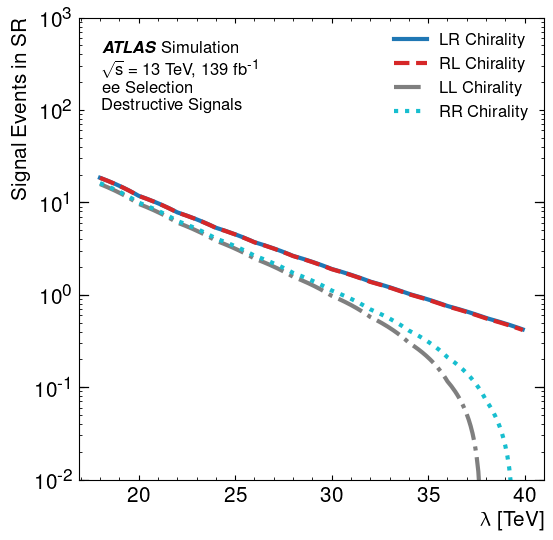 Signal Events in SR
10³
10²
10¹
10⁰
10⁻¹
10⁻²
ATLAS Simulation
√s = 13 TeV, 139 fb⁻¹
ee Selection
Destructive Signals
LR Chirality
RL Chirality
LL Chirality
RR Chirality
20 25 30 35 40
λ [TeV]